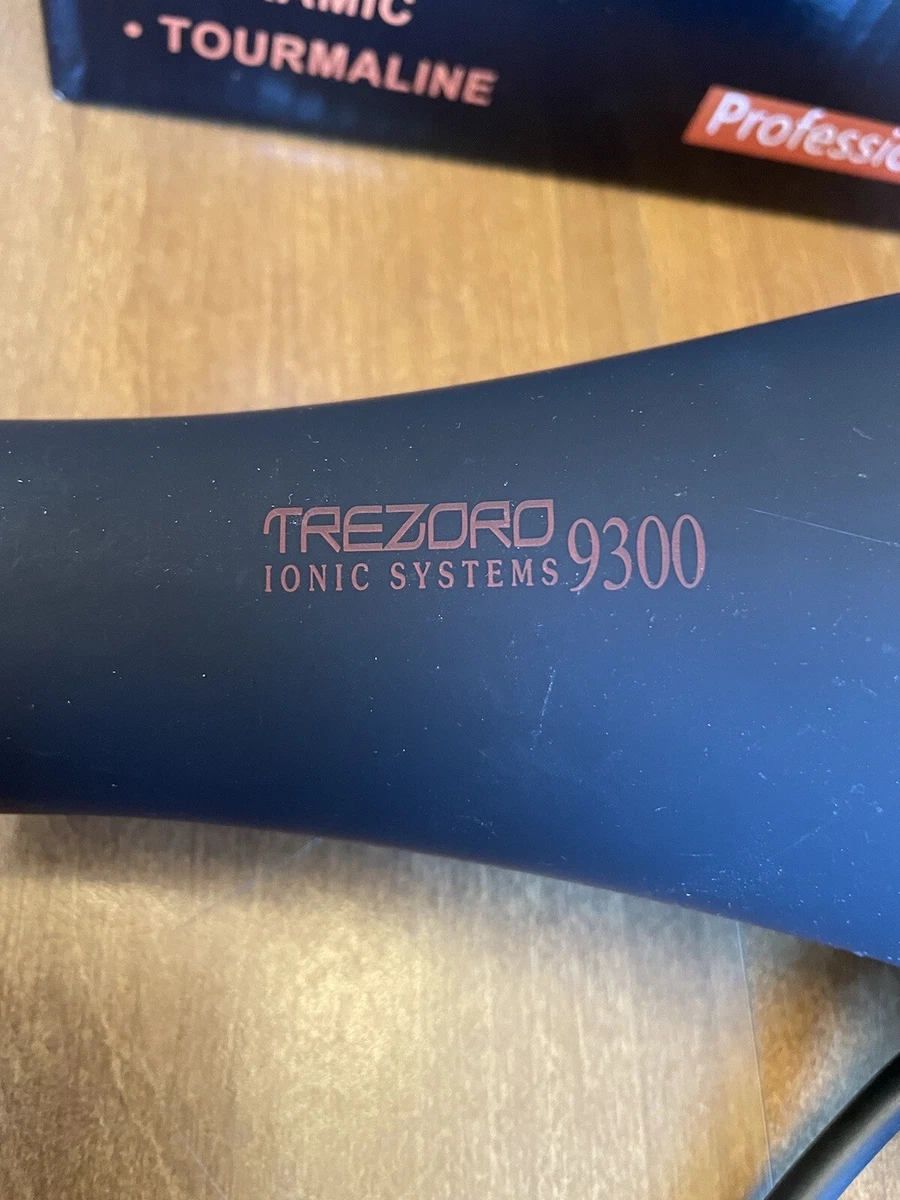 • TOURMALINE
TREZORO
IONIC SYSTEMS 9300